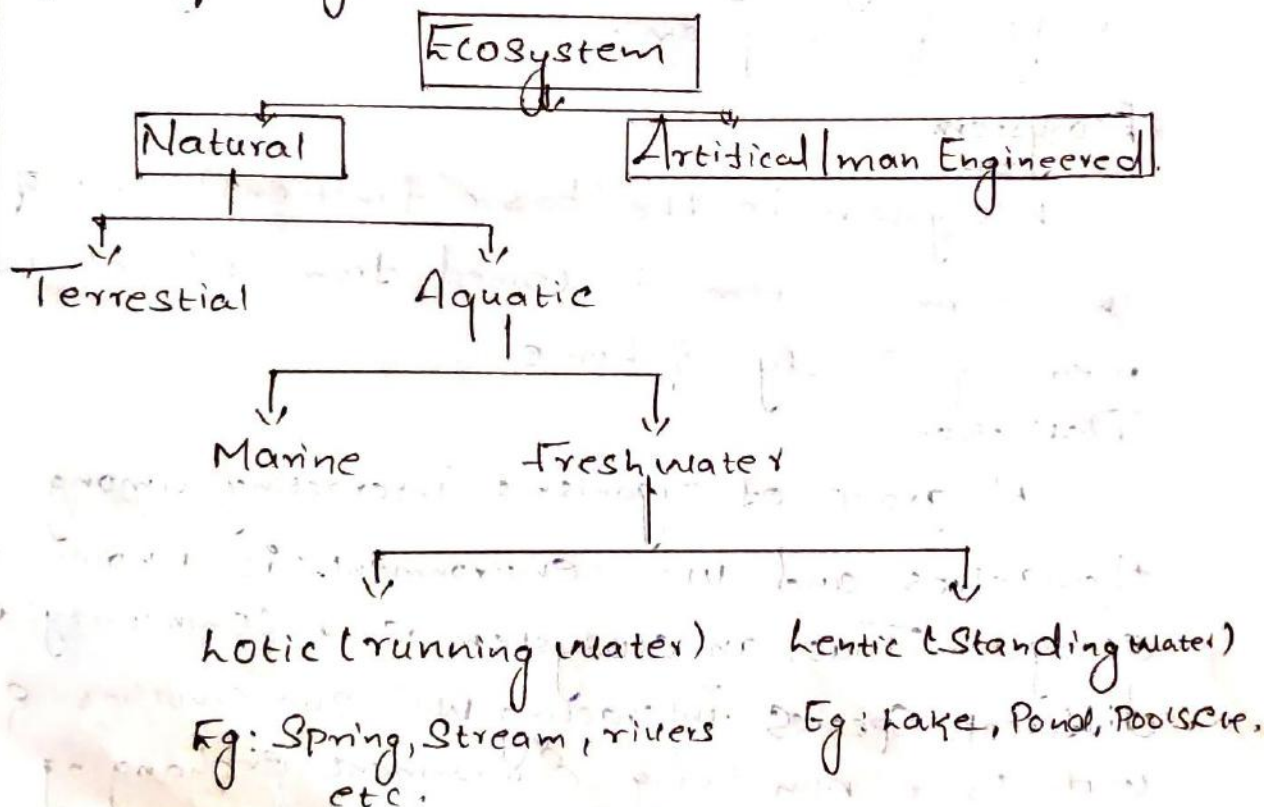 Ecosystem
Natural
Artifical / man Engineered.
Terrestial
Aquatic
Marine
Freshwater
Lotic (running water)
Lentic (Standing water)
Eg: Spring, Stream, rivers
etc.
Eg: Lake, Pond, Pools etc.